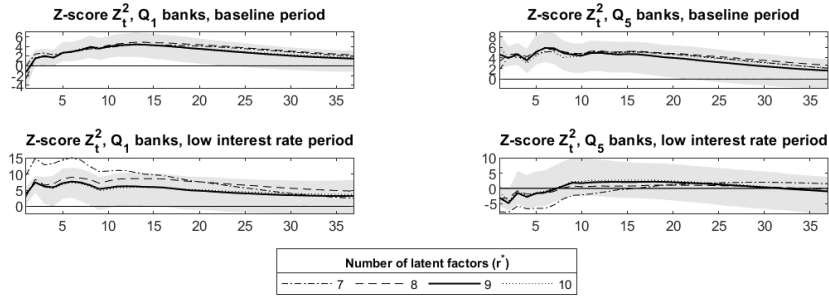 Z-score Z_t^2, Q_1 banks, baseline period
6
4
2
0
-2
-4
5 10 15 20 25 30 35
Z-score Z_t^2, Q_5 banks, baseline period
8
6
4
2
0
5 10 15 20 25 30 35
Z-score Z_t^2, Q_1 banks, low interest rate period
15
10
5
0
5 10 15 20 25 30 35
Z-score Z_t^2, Q_5 banks, low interest rate period
10
5
0
-5
5 10 15 20 25 30 35
Number of latent factors (r^*)
7 8 9 10